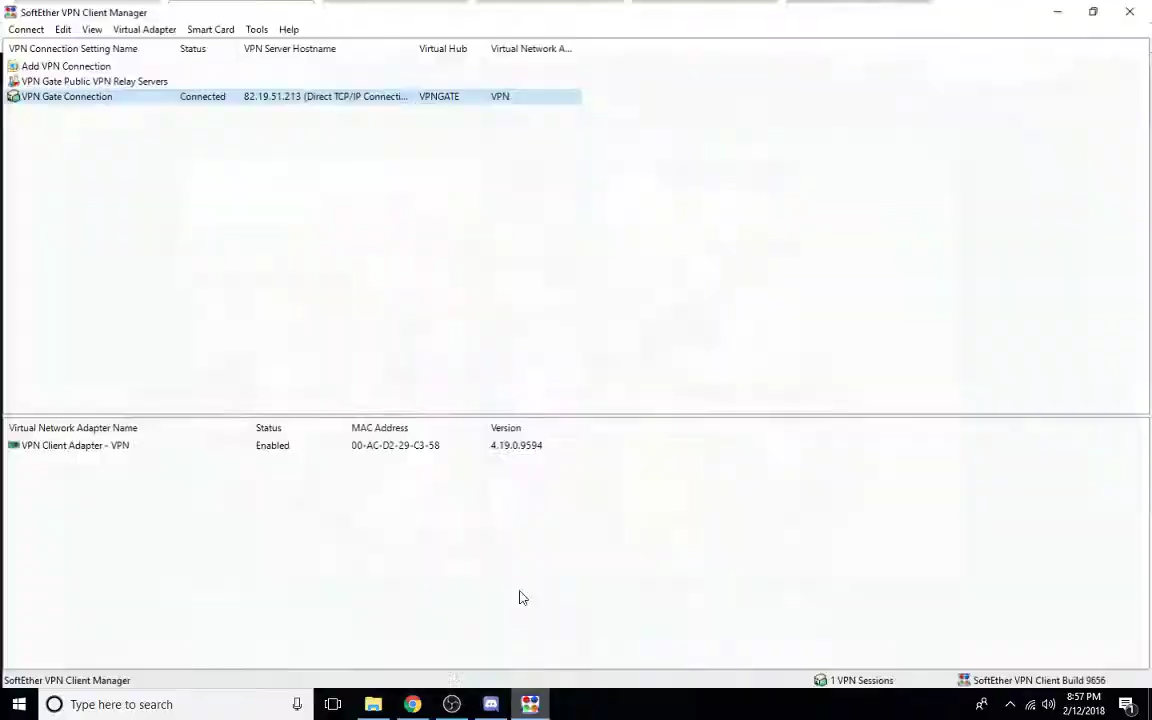 SoftEther VPN Client Manager
Connect Edit View Virtual Adapter Smart Card Tools Help
VPN Connection Setting Name Status VPN Server Hostname Virtual Hub Virtual Network A...
Add VPN Connection
VPN Gate Public VPN Relay Servers
VPN Gate Connection Connected 82.19.51.213 (Direct TCP/IP Connecti... VPNGATE VPN
Virtual Network Adapter Name Status MAC Address Version
VPN Client Adapter - VPN Enabled 00-AC-D2-29-C3-58 4.19.0.9594
SoftEther VPN Client Manager 1 VPN Sessions SoftEther VPN Client Build 9656
Type here to search 8:57 PM
2/12/2018 1